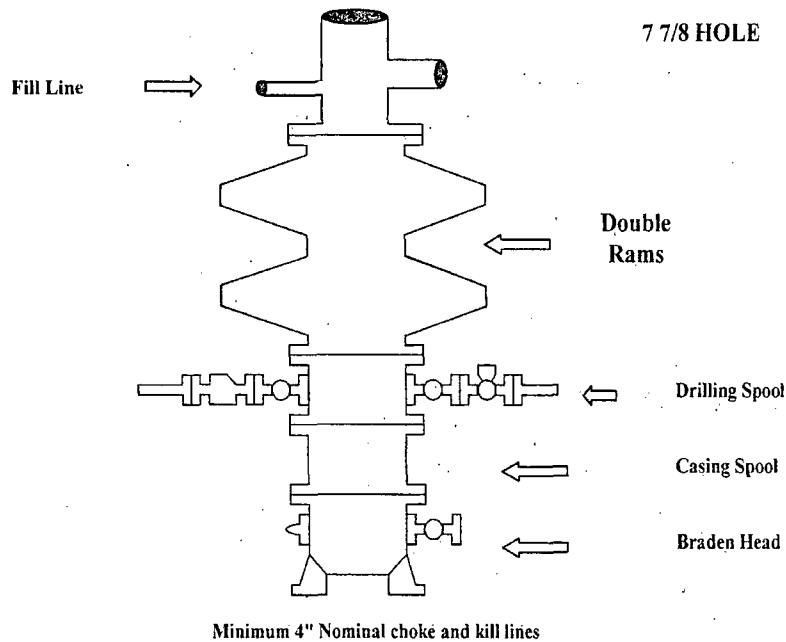 7 7/8 HOLE
Fill Line
Double
Rams
Drilling Spool
Casing Spool
Braden Head
Minimum 4" Nominal choke and kill lines